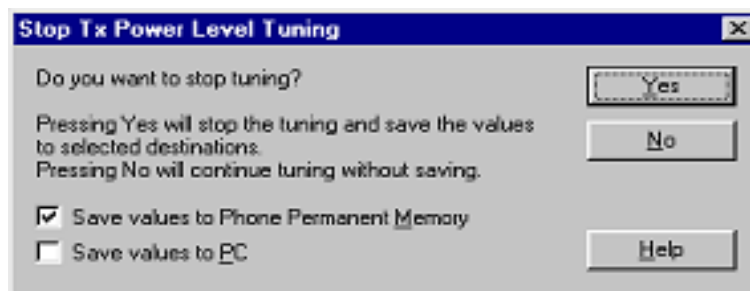 Stop Tx Power Level Tuning
Do you want to stop tuning?
Yes
Pressing Yes will stop the tuning and save the values
to selected destinations.
Pressing No will continue tuning without saving.
No
Save values to Phone Permanent Memory
Save values to PC
Help